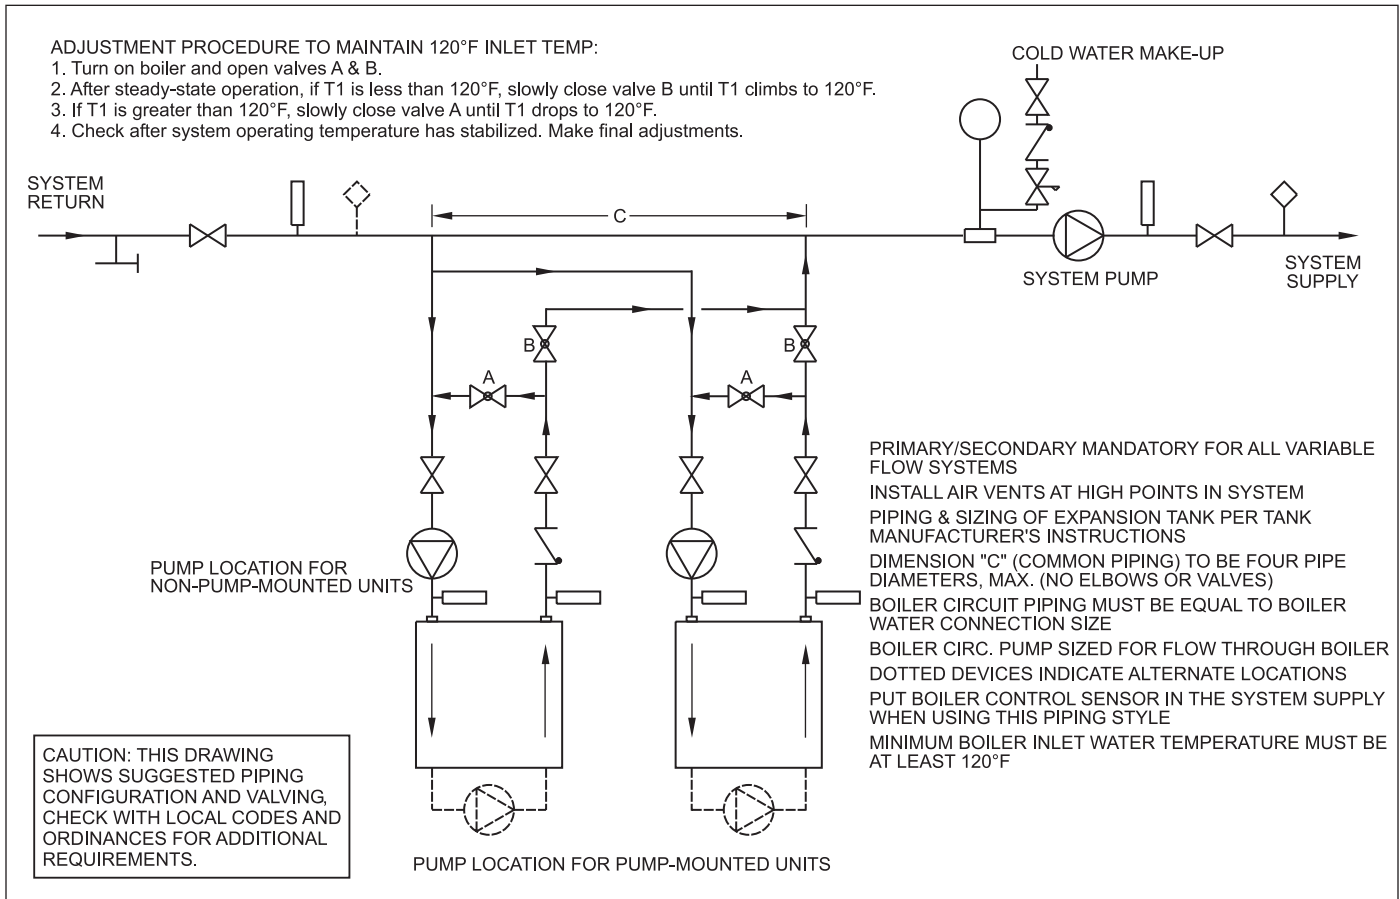 ADJUSTMENT PROCEDURE TO MAINTAIN 120°F INLET TEMP:
1. Turn on boiler and open valves A & B.
2. After steady-state operation, if T1 is less than 120°F, slowly close valve B until T1 climbs to 120°F.
3. If T1 is greater than 120°F, slowly close valve A until T1 drops to 120°F.
4. Check after system operating temperature has stabilized. Make final adjustments.
COLD WATER MAKE-UP
SYSTEM
RETURN
C
SYSTEM PUMP
SYSTEM
SUPPLY
B
B
A
A
PUMP LOCATION FOR
NON-PUMP-MOUNTED UNITS
PRIMARY/SECONDARY MANDATORY FOR ALL VARIABLE
FLOW SYSTEMS
INSTALL AIR VENTS AT HIGH POINTS IN SYSTEM
PIPING & SIZING OF EXPANSION TANK PER TANK
MANUFACTURER'S INSTRUCTIONS
DIMENSION "C" (COMMON PIPING) TO BE FOUR PIPE
DIAMETERS, MAX. (NO ELBOWS OR VALVES)
BOILER CIRCUIT PIPING MUST BE EQUAL TO BOILER
WATER CONNECTION SIZE
BOILER CIRC. PUMP SIZED FOR FLOW THROUGH BOILER
DOTTED DEVICES INDICATE ALTERNATE LOCATIONS
PUT BOILER CONTROL SENSOR IN THE SYSTEM SUPPLY
WHEN USING THIS PIPING STYLE
MINIMUM BOILER INLET WATER TEMPERATURE MUST BE
AT LEAST 120°F
CAUTION: THIS DRAWING
SHOWS SUGGESTED PIPING
CONFIGURATION AND VALVING,
CHECK WITH LOCAL CODES AND
ORDINANCES FOR ADDITIONAL
REQUIREMENTS.
PUMP LOCATION FOR PUMP-MOUNTED UNITS